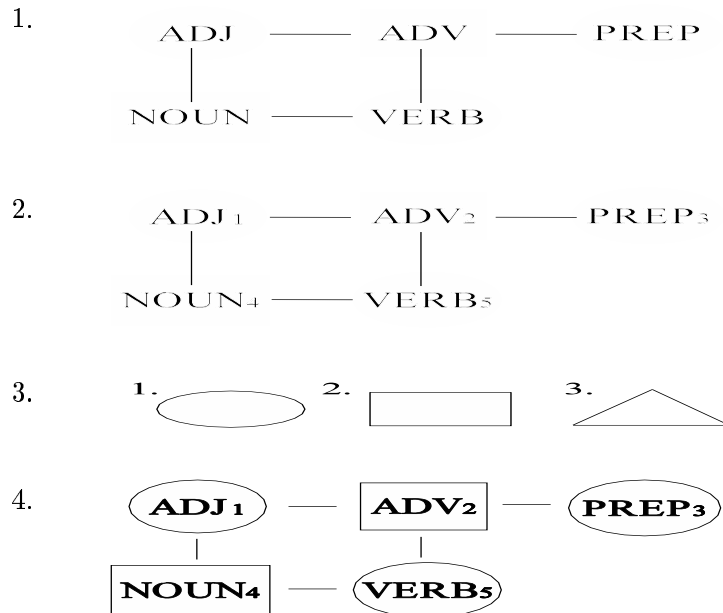 1.
ADJ ADV PREP
NOUN VERB
2.
ADJ1 ADV2 PREP3
NOUN4 VERB5
3. 1. 2. 3.
4.
ADJ1 ADV2 PREP3
NOUN4 VERB5